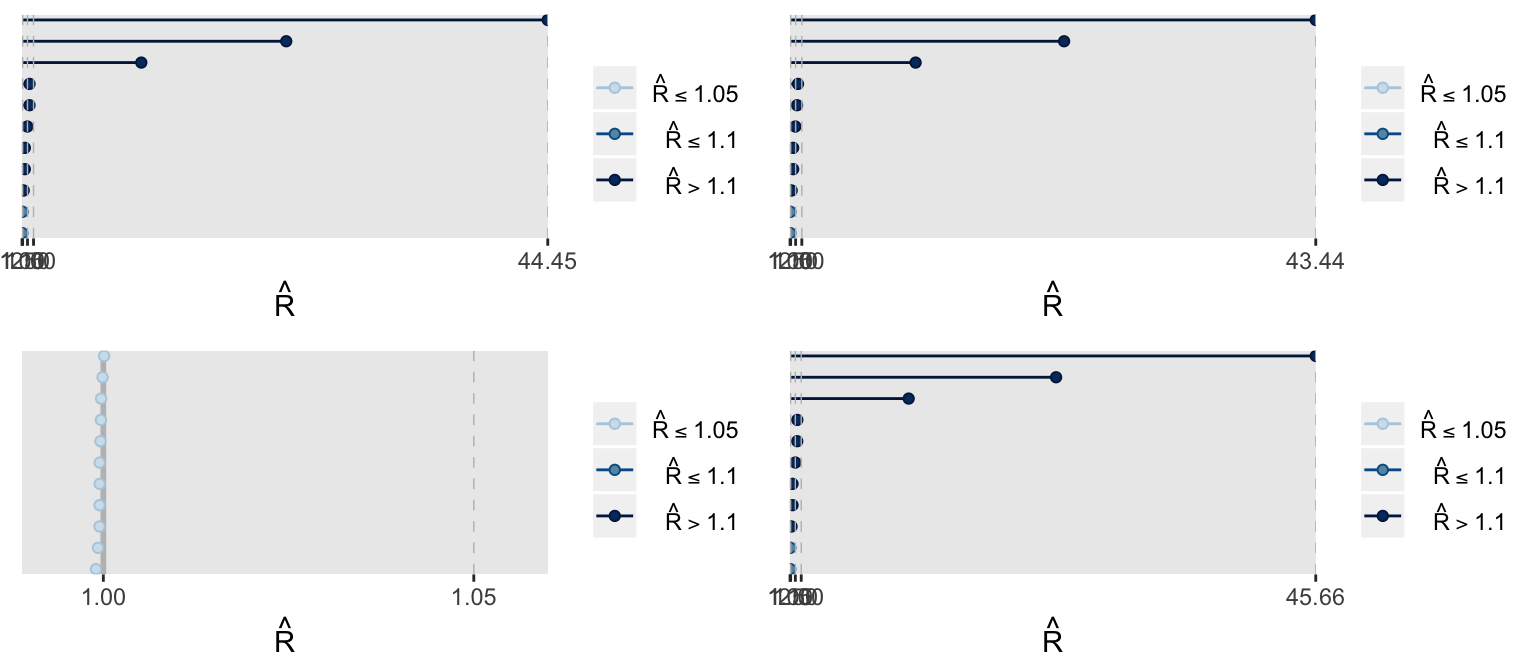 R̂ ≤ 1.05
R̂ ≤ 1.1
R̂ > 1.1
44.45
R̂
R̂ ≤ 1.05
R̂ ≤ 1.1
R̂ > 1.1
43.44
R̂
R̂ ≤ 1.05
R̂ ≤ 1.1
R̂ > 1.1
1.00 1.05
R̂
R̂ ≤ 1.05
R̂ ≤ 1.1
R̂ > 1.1
45.66
R̂